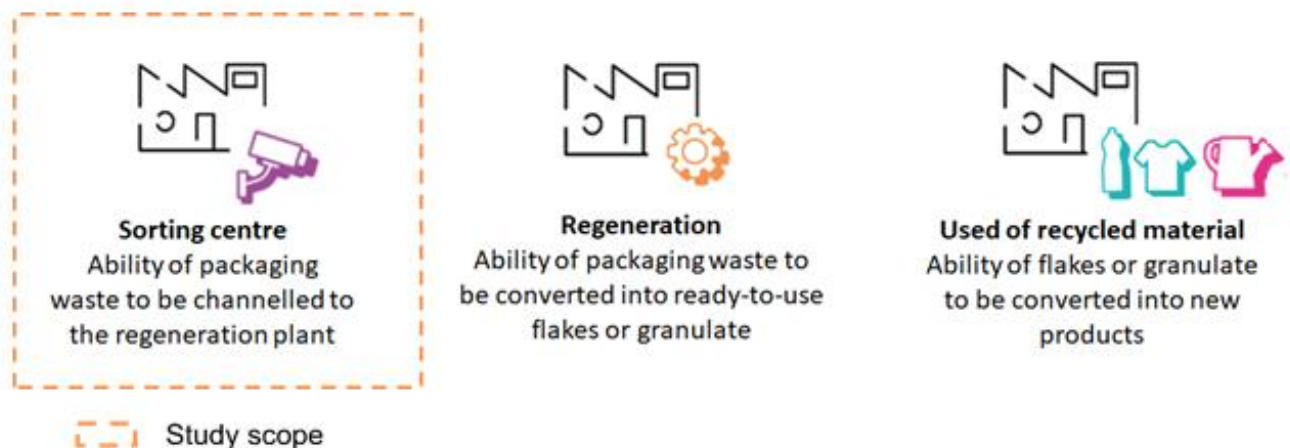 Sorting centre
Ability of packaging
waste to be channelled to
the regeneration plant
Regeneration
Ability of packaging waste to
be converted into ready-to-use
flakes or granulate
Used of recycled material
Ability of flakes or granulate
to be converted into new
products
Study scope